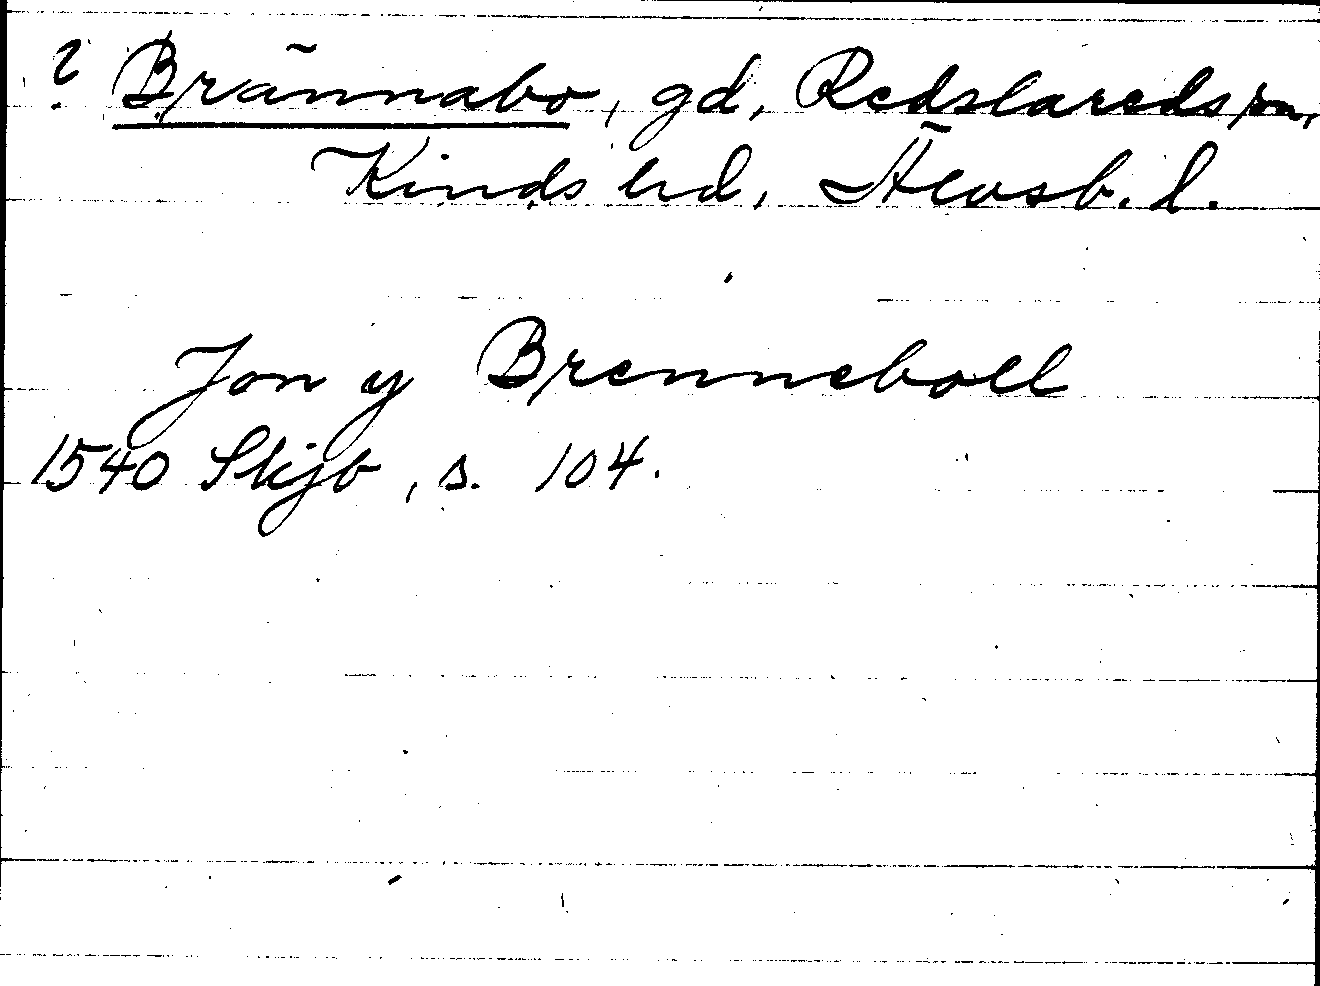 ? Brännabo, gd, Redslareds sn,
Kinds hd, Älvsb. l.
Jon y Brenneboll
1540 Skjb, s. 104.